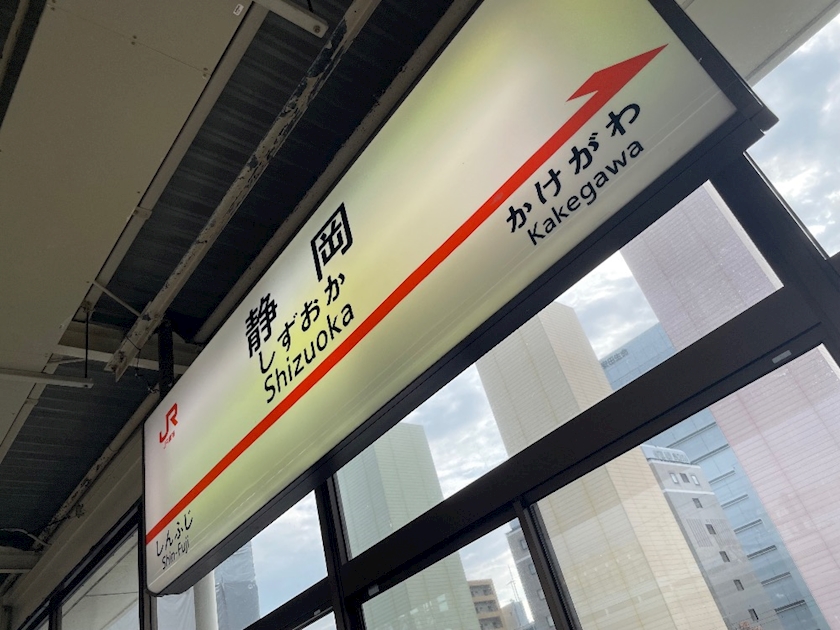 静岡
しずおか
Shizuoka
かけがわ
Kakegawa
JR
しんふじ
Shin-Fuji